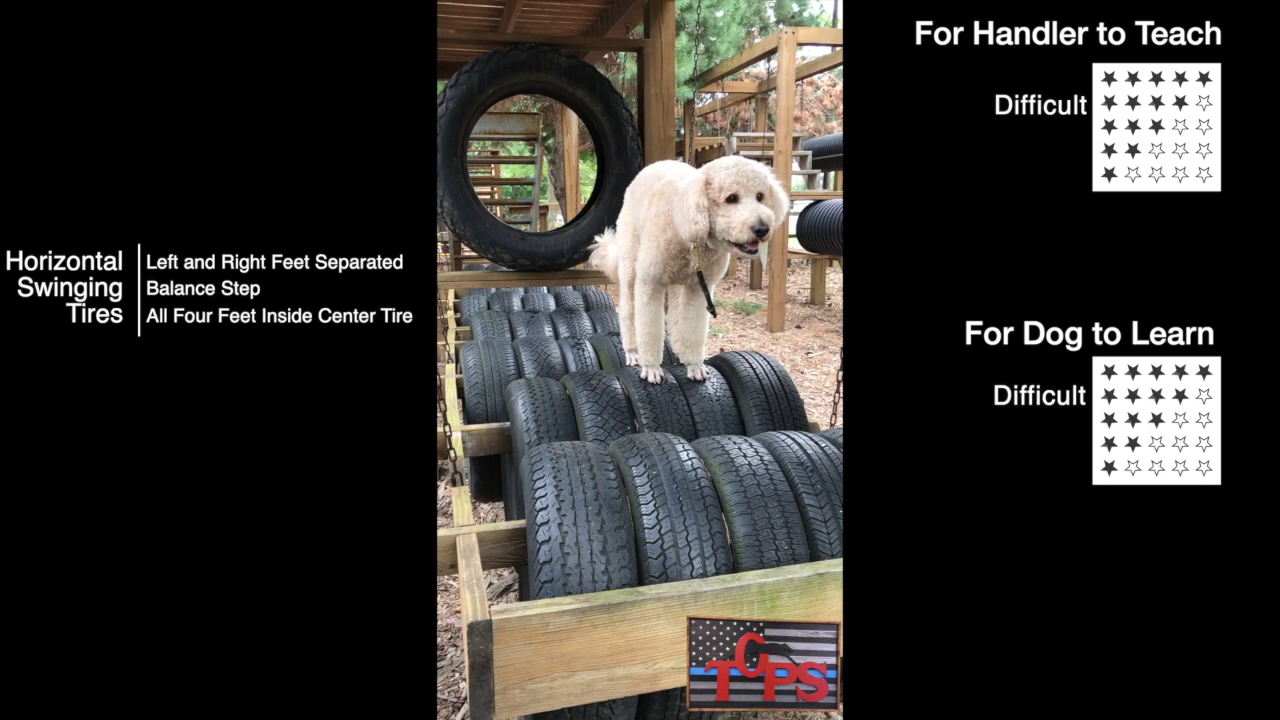 For Handler to Teach
★★★★★
Difficult ★★★★☆
★★★☆☆
★★☆☆☆
★☆☆☆☆
Horizontal
Swinging
Tires
Left and Right Feet Separated
Balance Step
All Four Feet Inside Center Tire
For Dog to Learn
★★★★★
Difficult ★★★★☆
★★★☆☆
★★☆☆☆
★☆☆☆☆
TCPS